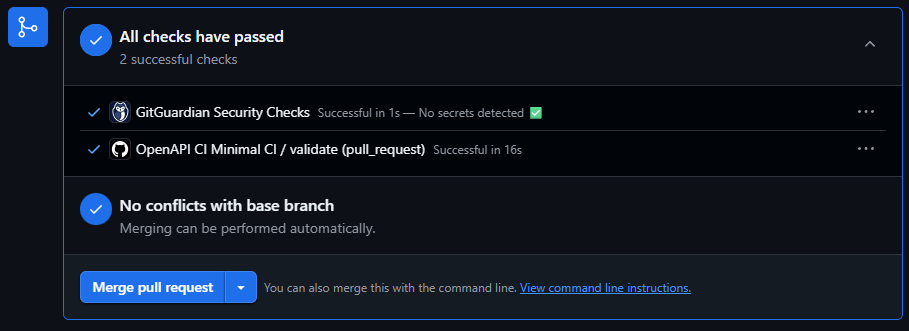 All checks have passed
2 successful checks
GitGuardian Security Checks Successful in 1s — No secrets detected ✅
OpenAPI CI Minimal CI / validate (pull_request) Successful in 16s
No conflicts with base branch
Merging can be performed automatically.
Merge pull request You can also merge this with the command line. View command line instructions.